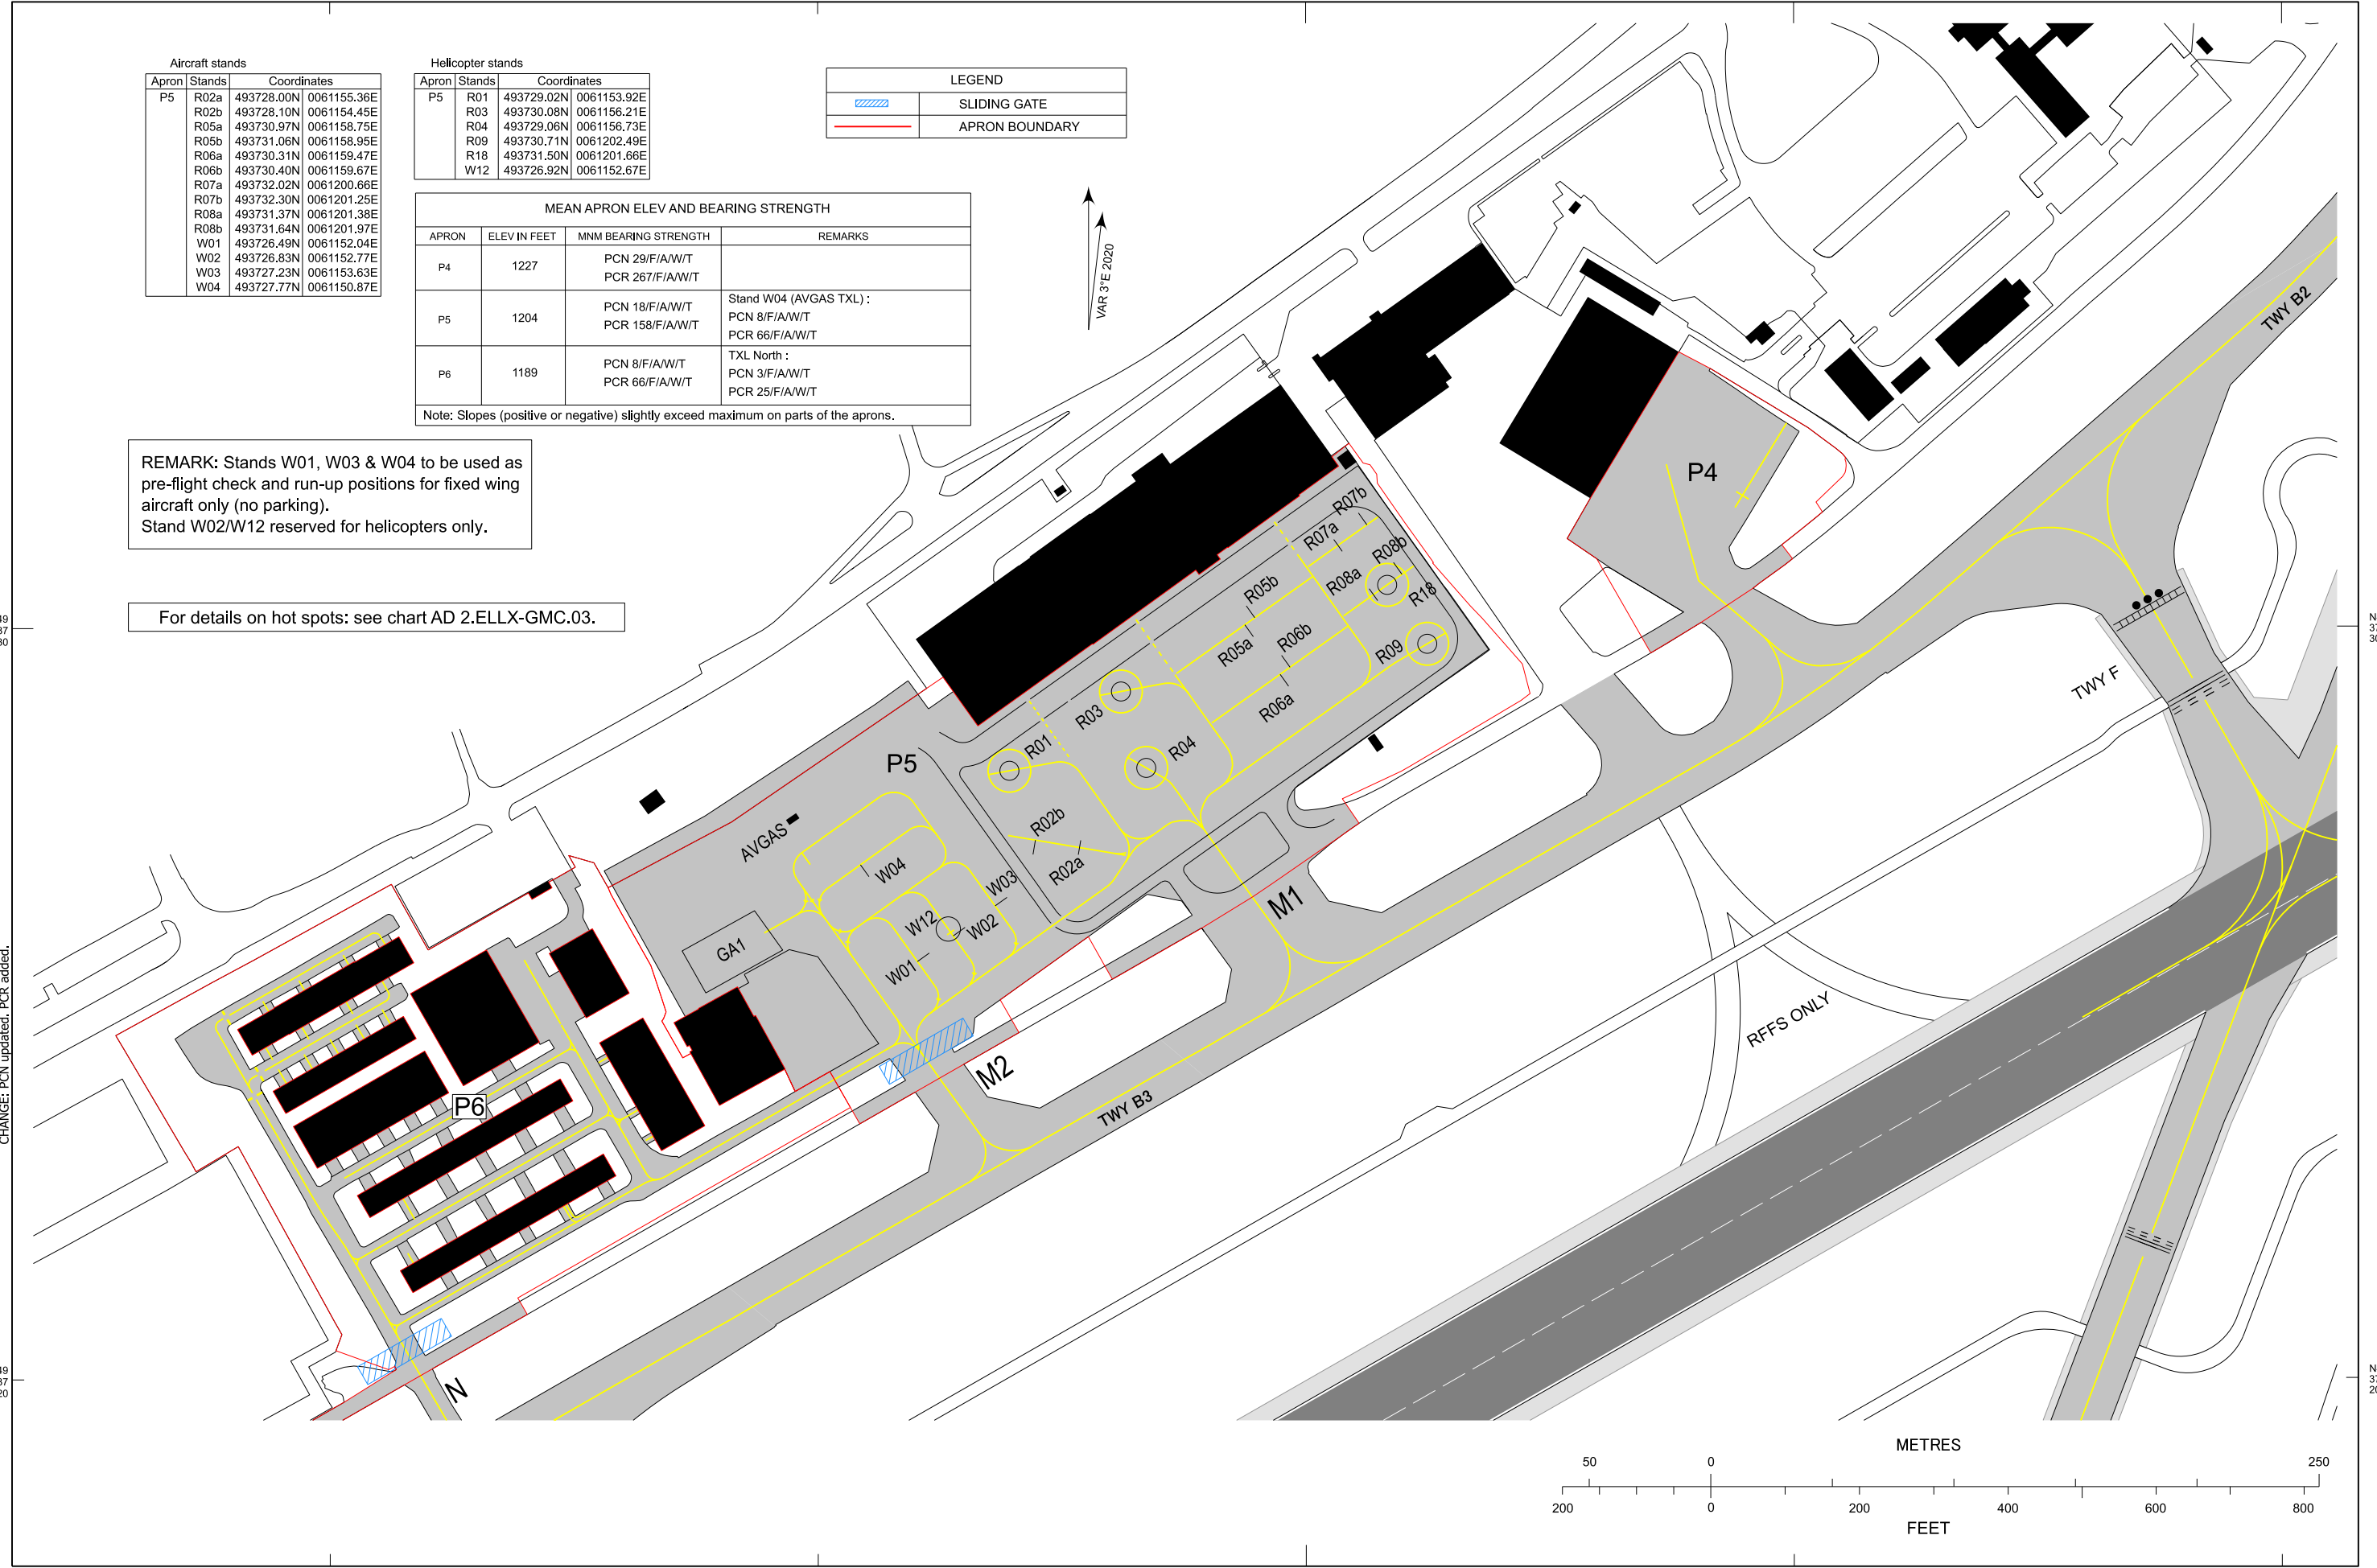 Aircraft stands
Apron Stands Coordinates
P5 R02a 493728.00N 0061155.36E
R02b 493728.10N 0061154.45E
R05a 493730.97N 0061158.75E
R05b 493731.06N 0061158.95E
R06a 493730.31N 0061159.47E
R06b 493730.40N 0061159.67E
R07a 493732.02N 0061200.66E
R07b 493732.30N 0061201.25E
R08a 493731.37N 0061201.38E
R08b 493731.64N 0061201.97E
W01 493726.49N 0061152.04E
W02 493726.83N 0061152.77E
W03 493727.23N 0061153.63E
W04 493727.77N 0061150.87E
Helicopter stands
Apron Stands Coordinates
P5 R01 493729.02N 0061153.92E
R03 493730.08N 0061156.21E
R04 493729.06N 0061156.73E
R09 493730.71N 0061202.49E
R18 493731.50N 0061201.66E
W12 493726.92N 0061152.67E
LEGEND
SLIDING GATE
APRON BOUNDARY
MEAN APRON ELEV AND BEARING STRENGTH
APRON ELEV IN FEET MNM BEARING STRENGTH REMARKS
P4 1227 PCN 29/F/A/W/T
PCR 267/F/A/W/T
P5 1204 PCN 18/F/A/W/T
PCR 158/F/A/W/T
Stand W04 (AVGAS TXL) :
PCN 8/F/A/W/T
PCR 66/F/A/W/T
P6 1189 PCN 8/F/A/W/T
PCR 66/F/A/W/T
TXL North :
PCN 3/F/A/W/T
PCR 25/F/A/W/T
Note: Slopes (positive or negative) slightly exceed maximum on parts of the aprons.
VAR 3°E 2020
REMARK: Stands W01, W03 & W04 to be used as
pre-flight check and run-up positions for fixed wing
aircraft only (no parking).
Stand W02/W12 reserved for helicopters only.
For details on hot spots: see chart AD 2.ELLX-GMC.03.
P4
TWY B2
R07b
R07a
R08b
R08a
R18
R05b
R05a
R06b
R09
R06a
R03
R01
R04
P5
TWY F
R02b
R02a
AVGAS
W04
W03
W12
W02
W01
GA1
M1
M2
RFFS ONLY
TWY B3
P6
N
CHANGE: PCN updated. PCR added.
METRES
50 0 250
200 0 200 400 600 800
FEET